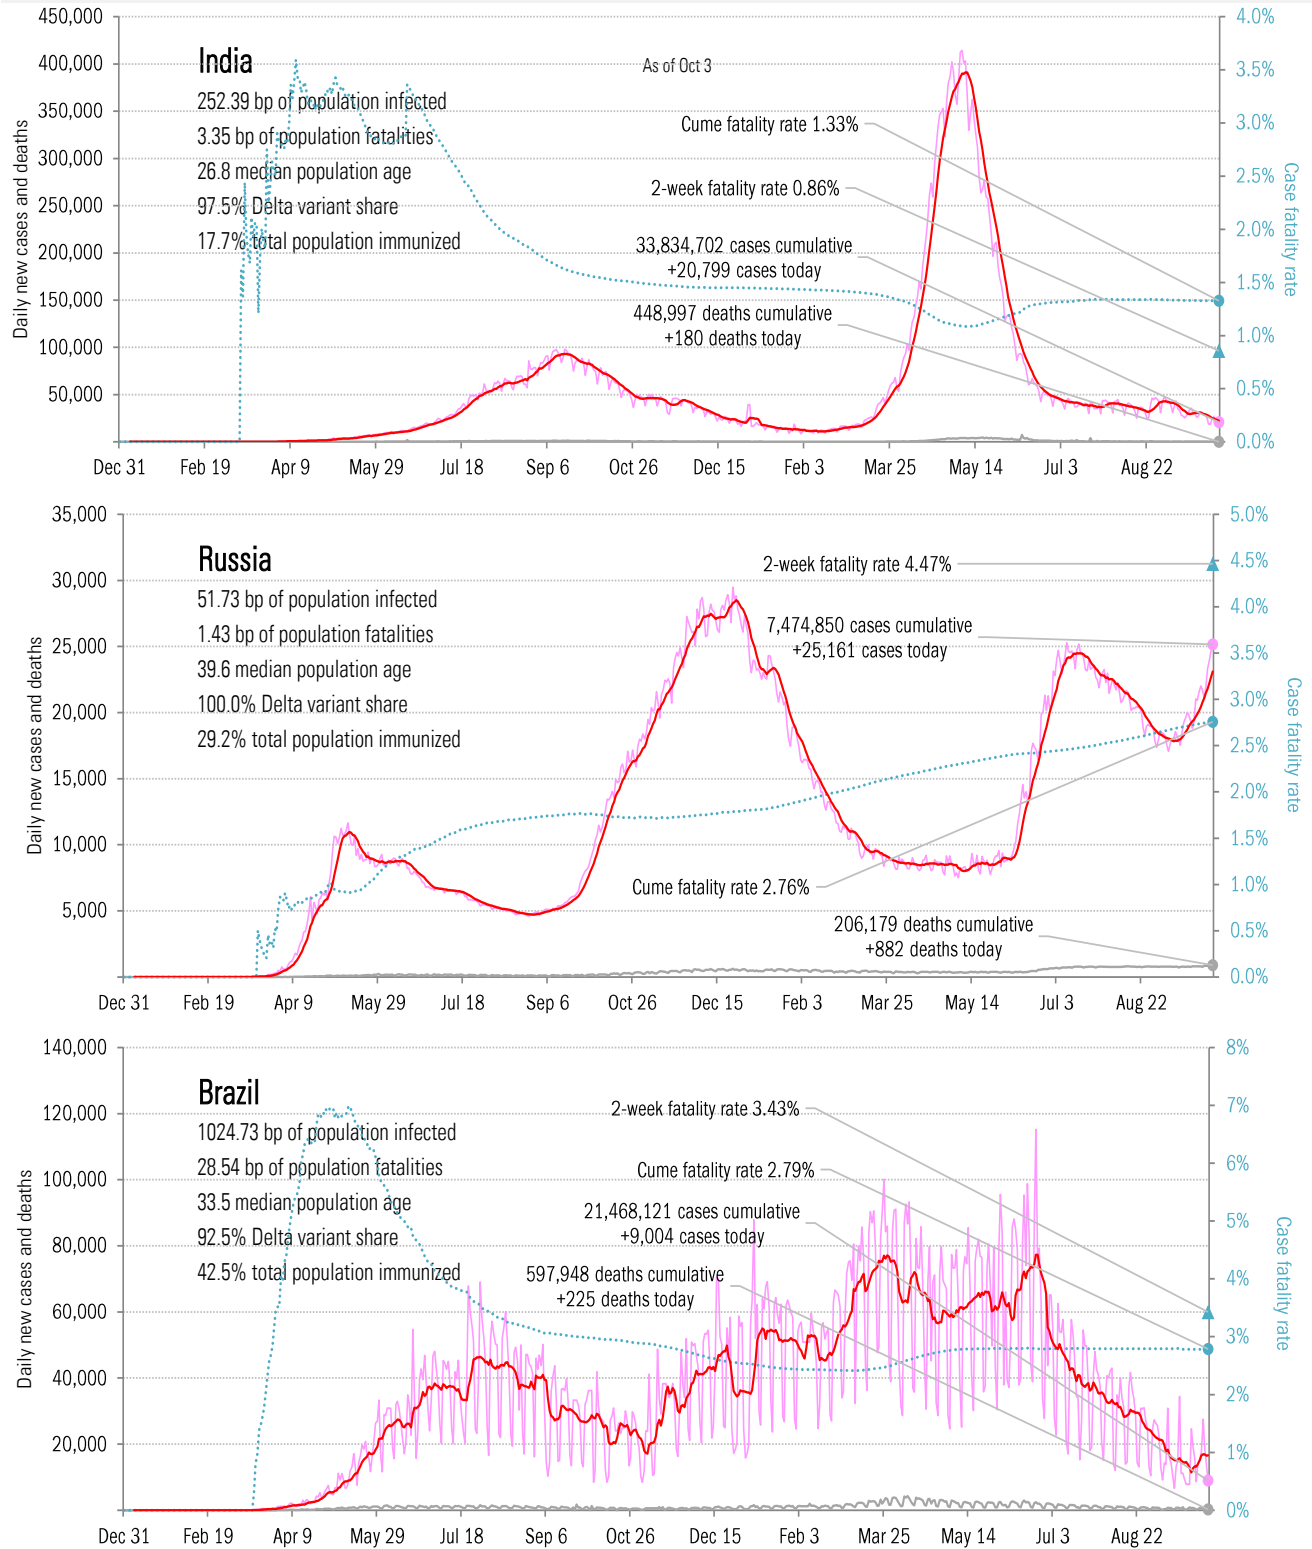 450,000
400,000
350,000
300,000
250,000
200,000
150,000
100,000
50,000
Daily new cases and deaths
India
252.39 bp of population infected
3.35 bp of population fatalities
26.8 median population age
97.5% Delta variant share
17.7% total population immunized
As of Oct 3
Cume fatality rate 1.33%
2-week fatality rate 0.86%
33,834,702 cases cumulative
+20,799 cases today
448,997 deaths cumulative
+180 deaths today
4.0%
3.5%
3.0%
2.5%
2.0%
1.5%
1.0%
0.5%
0.0%
Case fatality rate
Dec 31 Feb 19 Apr 9 May 29 Jul 18 Sep 6 Oct 26 Dec 15 Feb 3 Mar 25 May 14 Jul 3 Aug 22
35,000
30,000
25,000
20,000
15,000
10,000
5,000
Daily new cases and deaths
Russia
51.73 bp of population infected
1.43 bp of population fatalities
39.6 median population age
100.0% Delta variant share
29.2% total population immunized
2-week fatality rate 4.47%
7,474,850 cases cumulative
+25,161 cases today
Cume fatality rate 2.76%
206,179 deaths cumulative
+882 deaths today
5.0%
4.5%
4.0%
3.5%
3.0%
2.5%
2.0%
1.5%
1.0%
0.5%
0.0%
Case fatality rate
Dec 31 Feb 19 Apr 9 May 29 Jul 18 Sep 6 Oct 26 Dec 15 Feb 3 Mar 25 May 14 Jul 3 Aug 22
140,000
120,000
100,000
80,000
60,000
40,000
20,000
Daily new cases and deaths
Brazil
1024.73 bp of population infected
28.54 bp of population fatalities
33.5 median population age
92.5% Delta variant share
42.5% total population immunized
2-week fatality rate 3.43%
Cume fatality rate 2.79%
21,468,121 cases cumulative
+9,004 cases today
597,948 deaths cumulative
+225 deaths today
8%
7%
6%
5%
4%
3%
2%
1%
0%
Case fatality rate
Dec 31 Feb 19 Apr 9 May 29 Jul 18 Sep 6 Oct 26 Dec 15 Feb 3 Mar 25 May 14 Jul 3 Aug 22